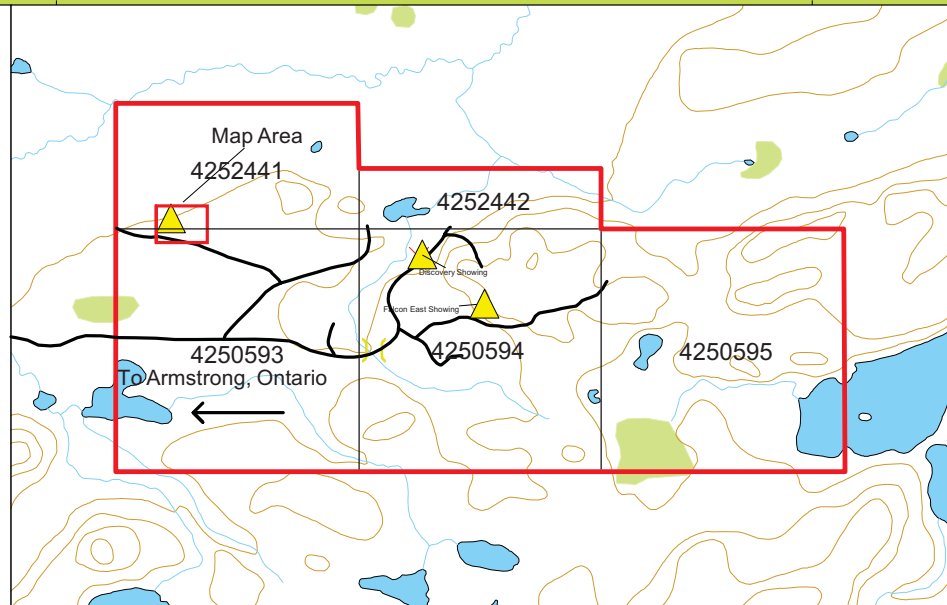 Map Area
4252441
4252442
Discovery Showing
Falcon East Showing
4250593
4250594
4250595
To Armstrong, Ontario